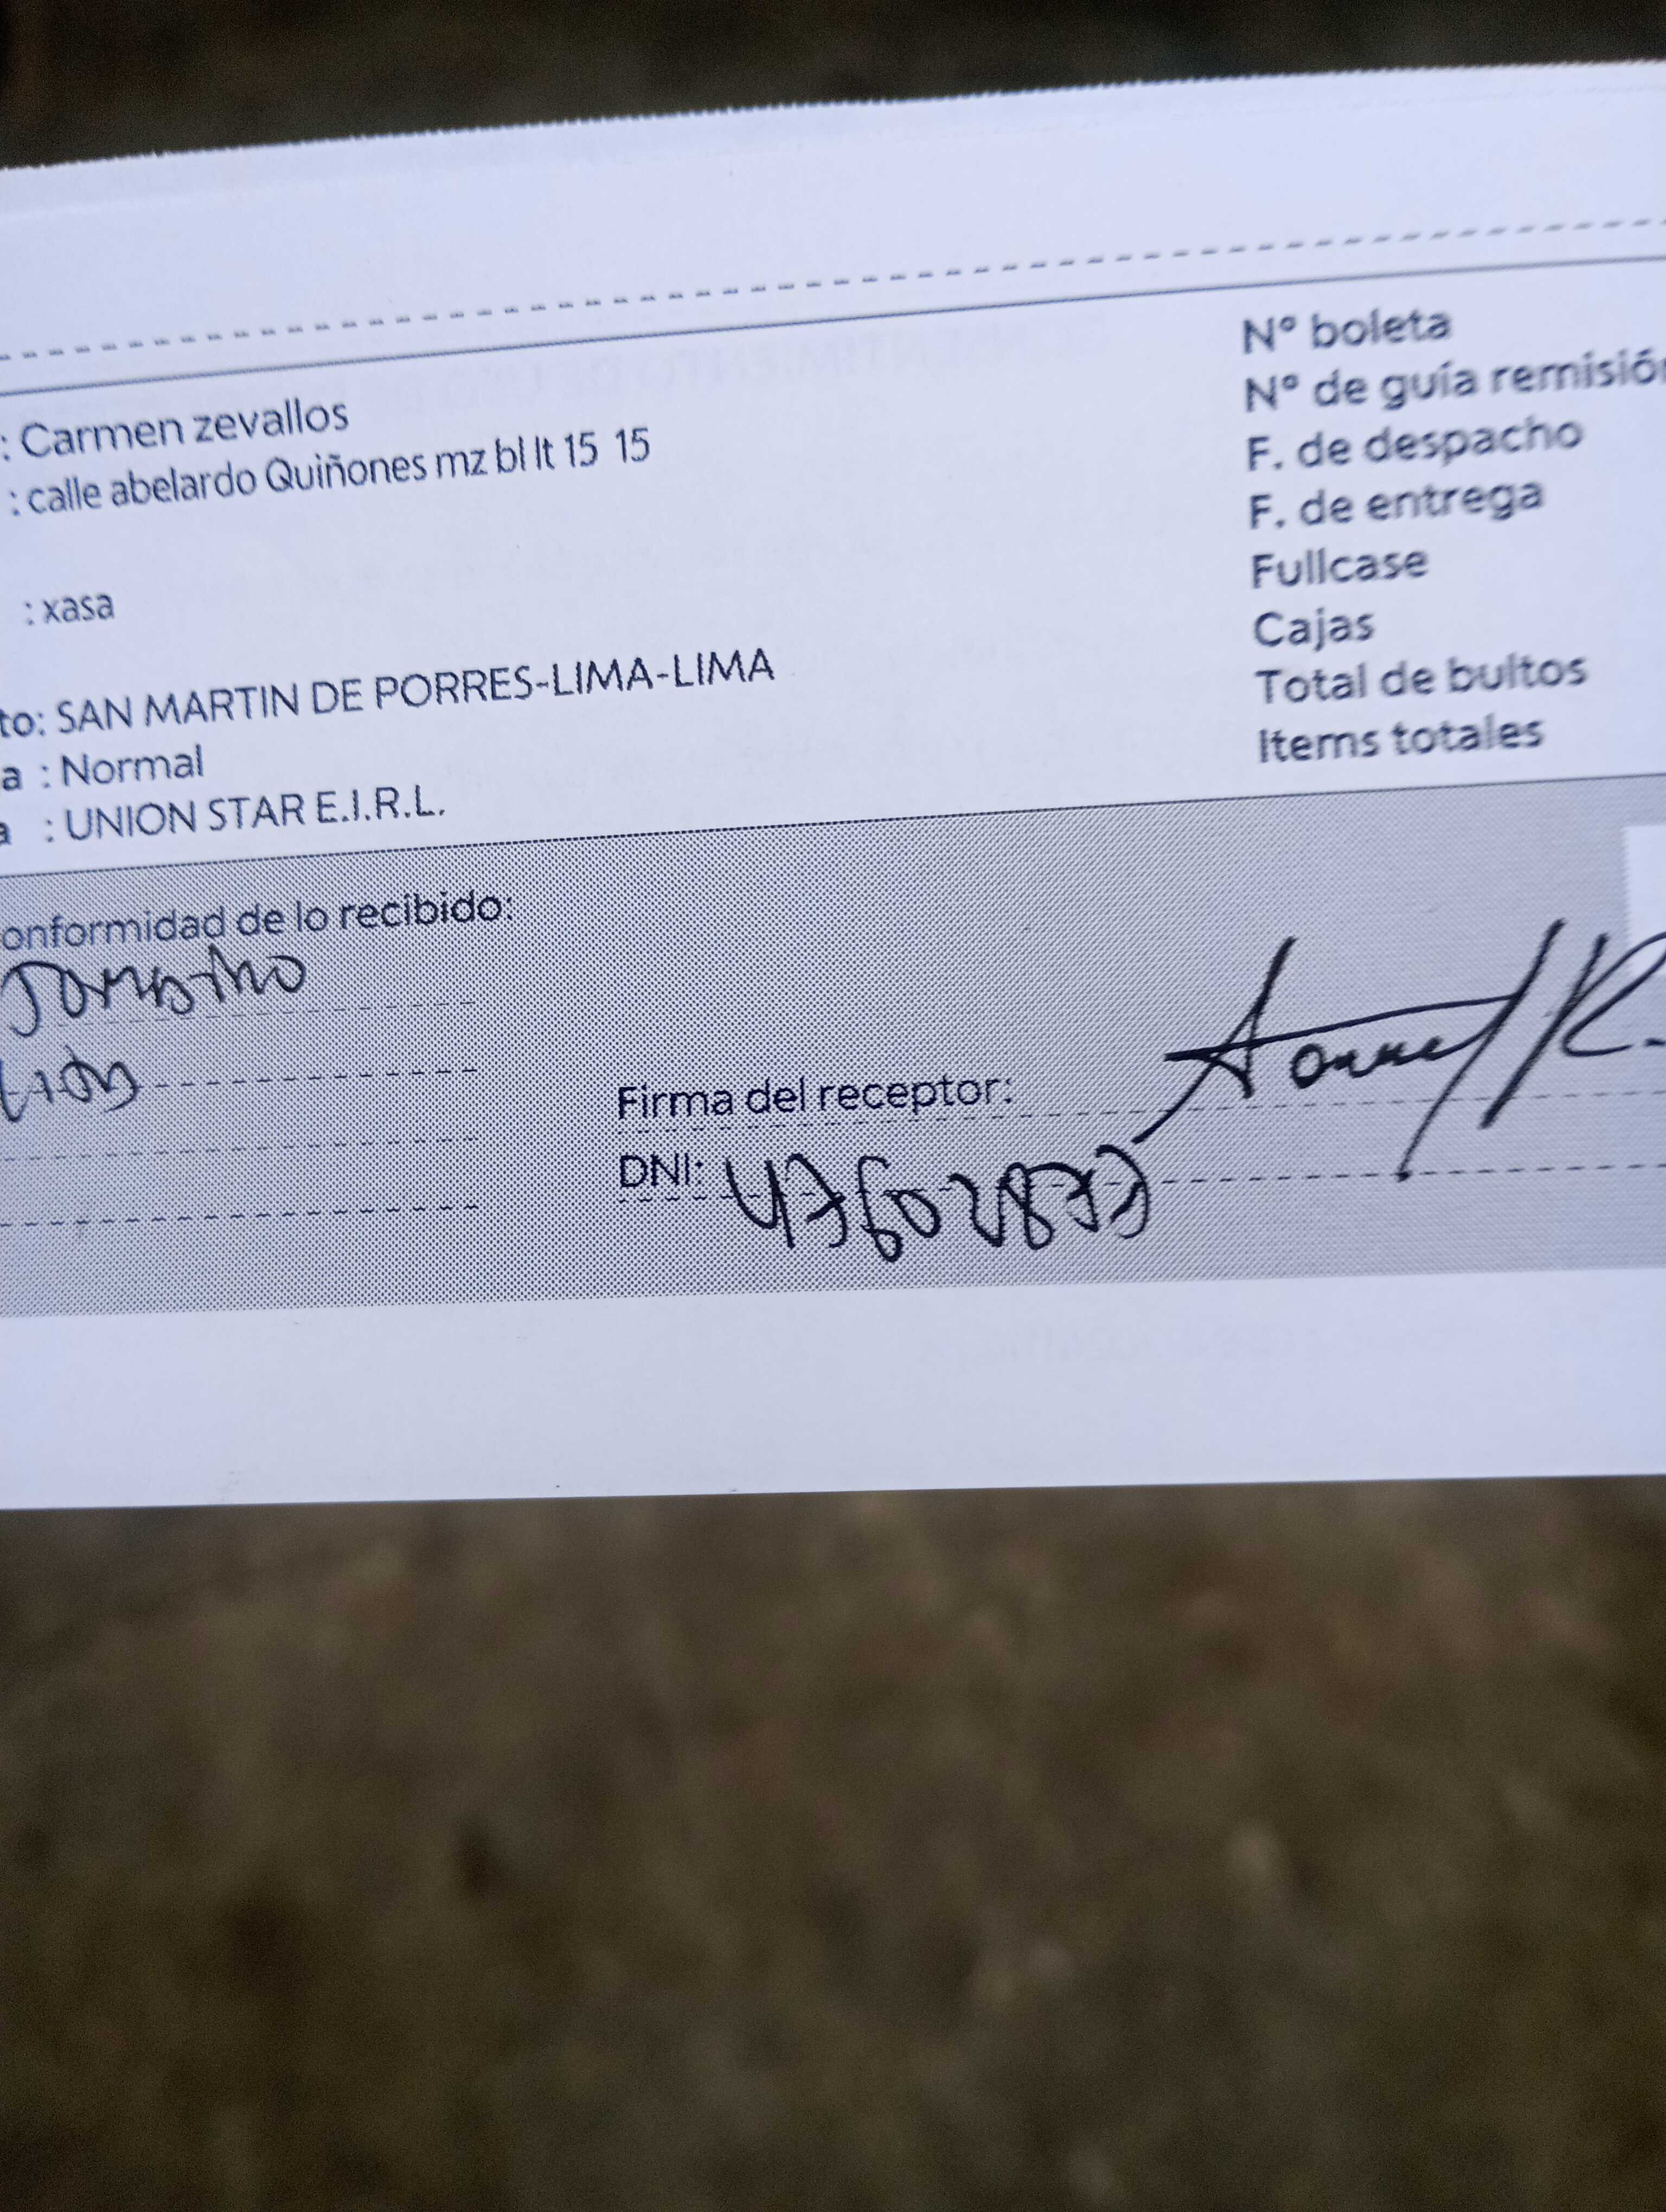 : Carmen zevallos
: calle abelardo Quiñones mz bl lt 15 15
: xasa
to: SAN MARTIN DE PORRES-LIMA-LIMA
a : Normal
a : UNION STAR E.I.R.L.
N° boleta
N° de guía remisión
F. de despacho
F. de entrega
Fullcase
Cajas
Total de bultos
Items totales
onformidad de lo recibido:
Firma del receptor:
DNI: